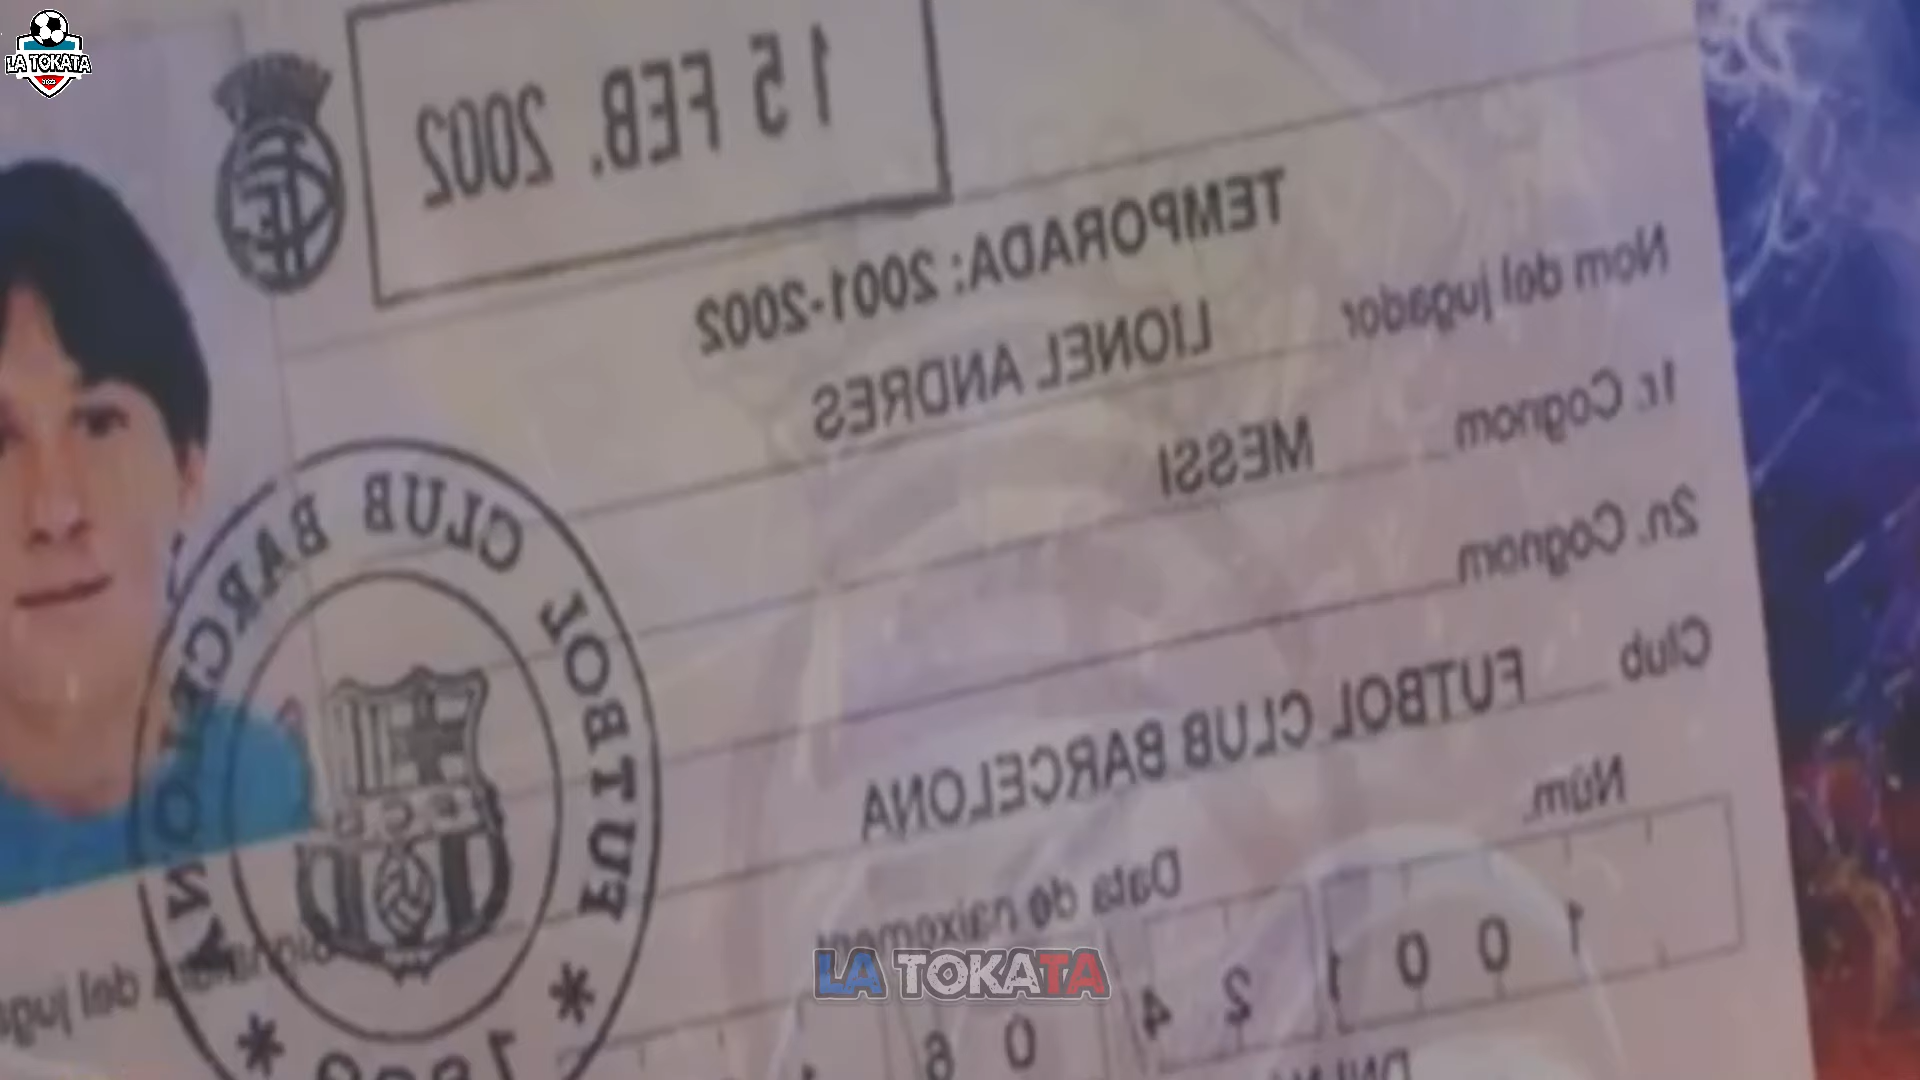 LA TOKATA
15 FEB. 2002
TEMPORADA: 2001-2002
Nom del jugador LIONEL ANDRES
1r. Cognom MESSI
2n. Cognom
Club FUTBOL CLUB BARCELONA
Núm.
Data de naixement
1 0 0 1
2 4 0 6
FUTBOL CLUB BARCELONA
LA TOKATA